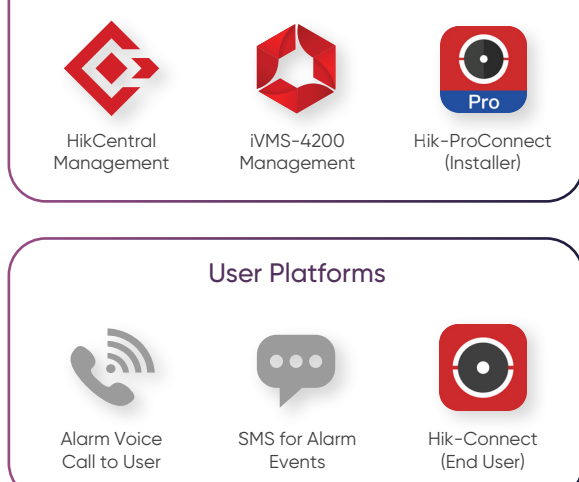 Pro
HikCentral
Management
iVMS-4200
Management
Hik-ProConnect
(Installer)
User Platforms
Alarm Voice
Call to User
SMS for Alarm
Events
Hik-Connect
(End User)